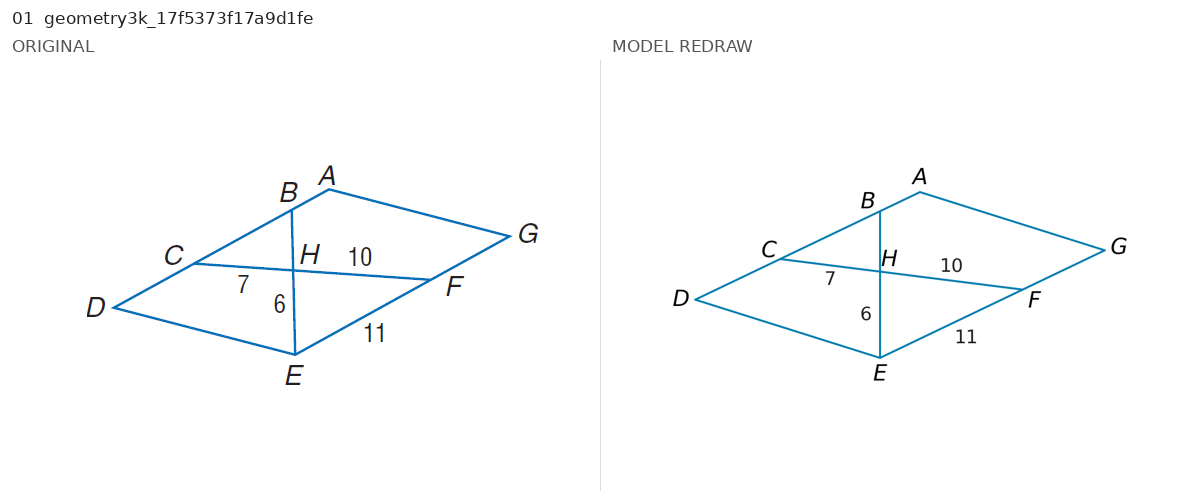 01 geometry3k_17f5373f17a9d1fe
ORIGINAL
MODEL REDRAW
A
B
G
C
H
10
7
F
D
6
11
E
A
B
G
C
H
10
7
D
F
6
11
E